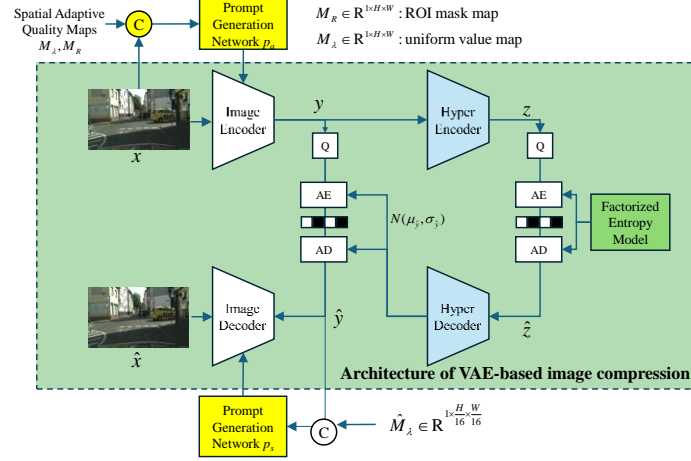 Spatial Adaptive
Quality Maps
M_λ, M_R
C
Prompt
Generation
Network p_a
M_R ∈ R^{1×H×W} : ROI mask map
M_λ ∈ R^{1×H×W} : uniform value map
x
Image
Encoder
y
Hyper
Encoder
z
Q
Q
AE
AE
N(μ_ŷ, σ_ŷ)
Factorized
Entropy
Model
AD
AD
x̂
Image
Decoder
ŷ
Hyper
Decoder
ẑ
Architecture of VAE-based image compression
Prompt
Generation
Network p_s
C
M̂_λ ∈ R^{1×H/16×W/16}